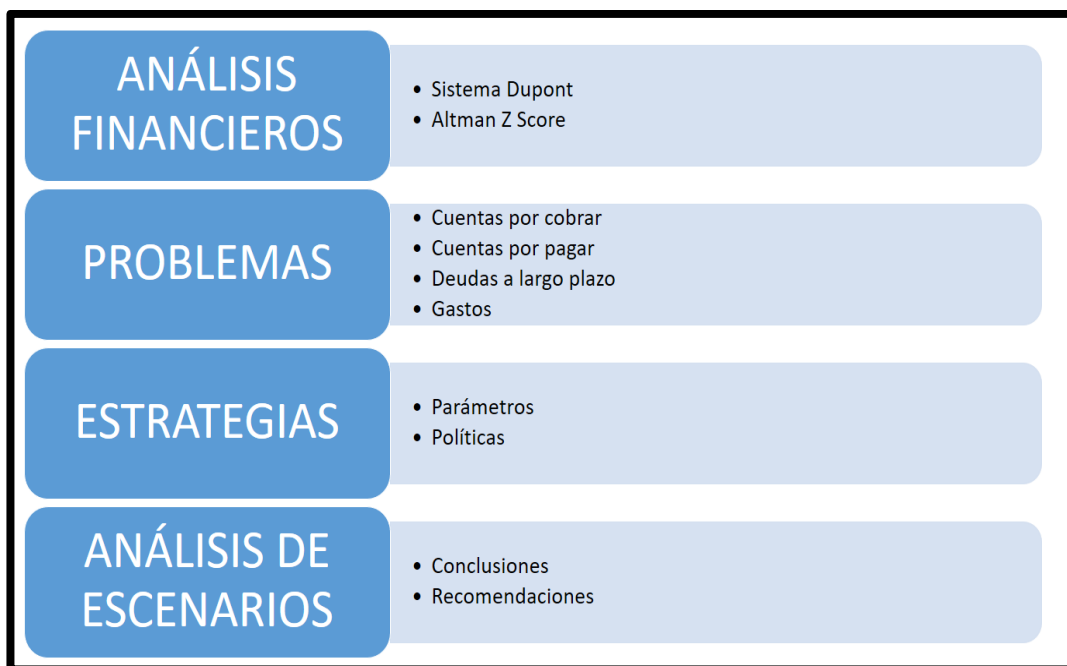 ANÁLISIS
FINANCIEROS
• Sistema Dupont
• Altman Z Score
PROBLEMAS
• Cuentas por cobrar
• Cuentas por pagar
• Deudas a largo plazo
• Gastos
ESTRATEGIAS
• Parámetros
• Políticas
ANÁLISIS DE
ESCENARIOS
• Conclusiones
• Recomendaciones